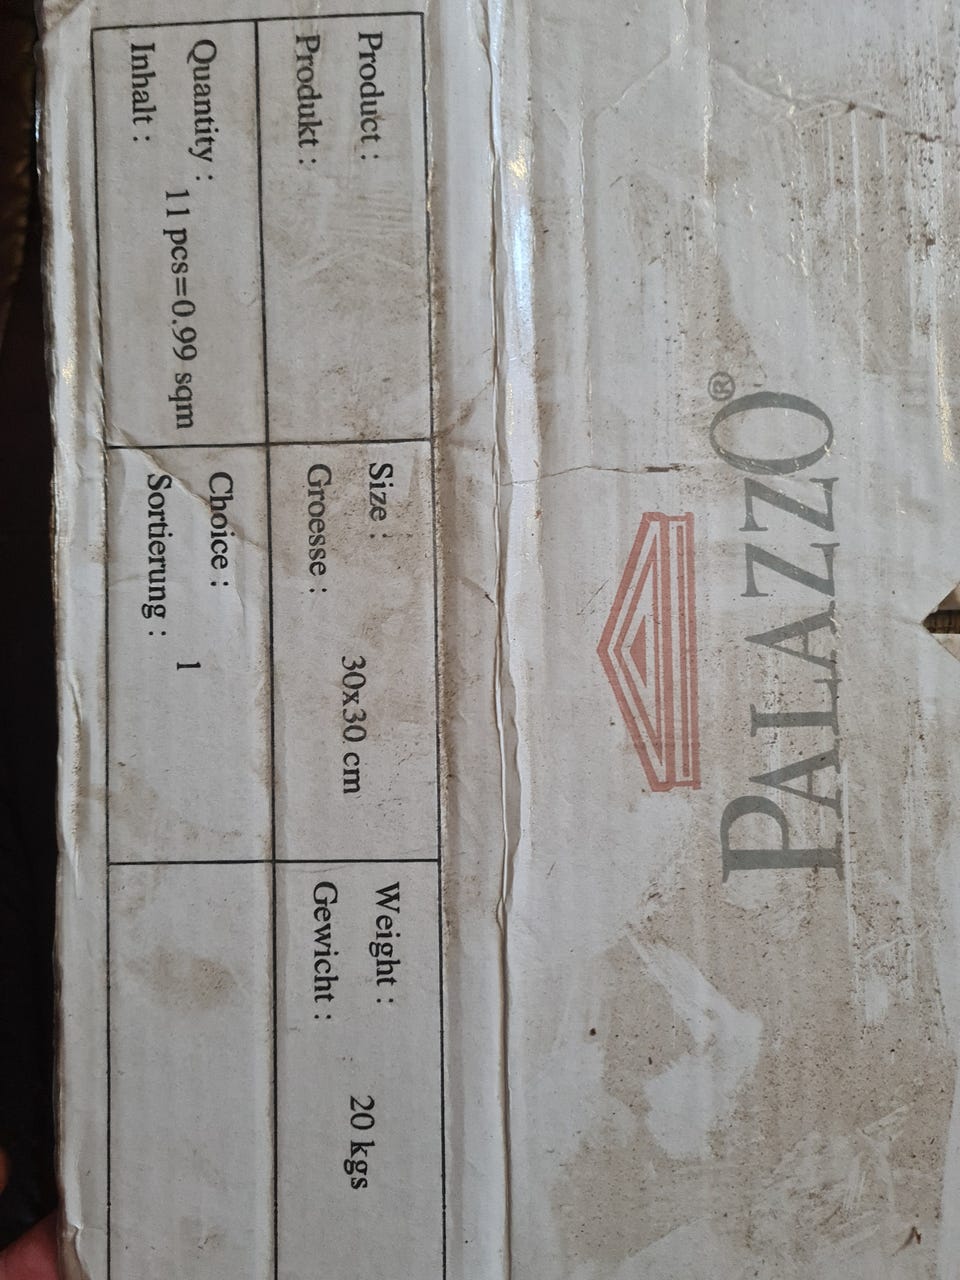 PALAZZO®
Product :
Produkt :
Size :
Groesse :
30x30 cm
Weight :
Gewicht :
20 kgs
Quantity :
Inhalt :
11 pcs=0.99 sqm
Choice :
Sortierung :
1